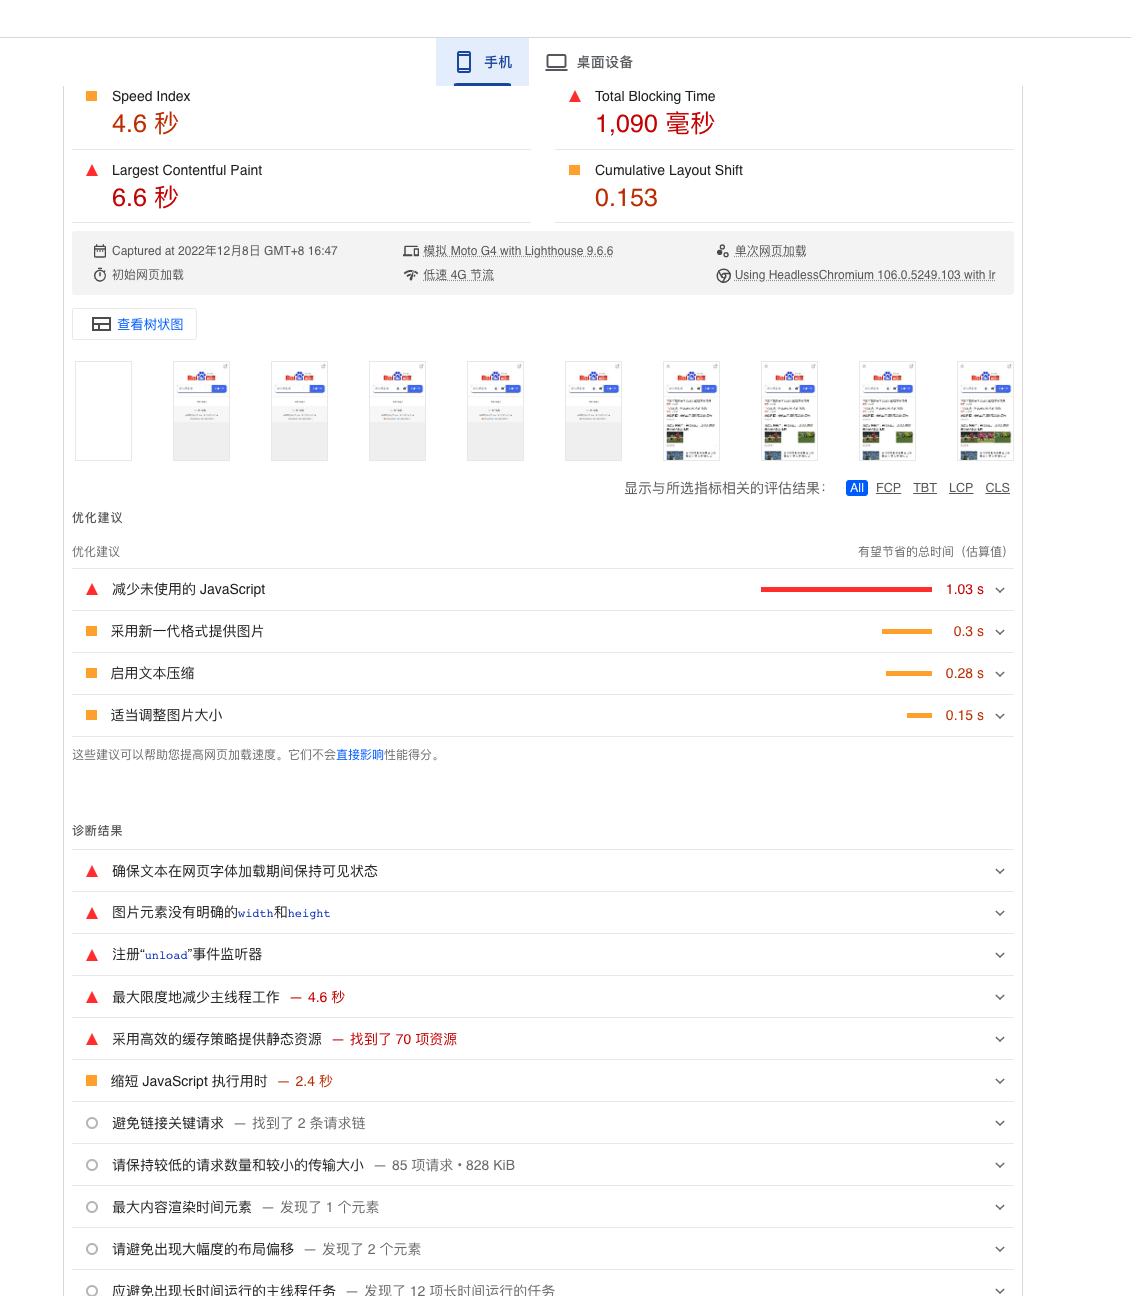 手机
桌面设备
Speed Index
4.6 秒
Total Blocking Time
1,090 毫秒
Largest Contentful Paint
6.6 秒
Cumulative Layout Shift
0.153
Captured at 2022年12月8日 GMT+8 16:47
模拟 Moto G4 with Lighthouse 9.6.6
单次网页加载
初始网页加载
低速 4G 节流
Using HeadlessChromium 106.0.5249.103 with lr
查看树状图
显示与所选指标相关的评估结果： All FCP TBT LCP CLS
优化建议
优化建议 有望节省的总时间（估算值）
减少未使用的 JavaScript 1.03 s
采用新一代格式提供图片 0.3 s
启用文本压缩 0.28 s
适当调整图片大小 0.15 s
这些建议可以帮助您提高网页加载速度。它们不会直接影响性能得分。
诊断结果
确保文本在网页字体加载期间保持可见状态
图片元素没有明确的width和height
注册“unload”事件监听器
最大限度地减少主线程工作 — 4.6 秒
采用高效的缓存策略提供静态资源 — 找到了 70 项资源
缩短 JavaScript 执行用时 — 2.4 秒
避免链接关键请求 — 找到了 2 条请求链
请保持较低的请求数量和较小的传输大小 — 85 项请求 • 828 KiB
最大内容渲染时间元素 — 发现了 1 个元素
请避免出现大幅度的布局偏移 — 发现了 2 个元素
应避免出现长时间运行的主线程任务 — 发现了 12 项长时间运行的任务